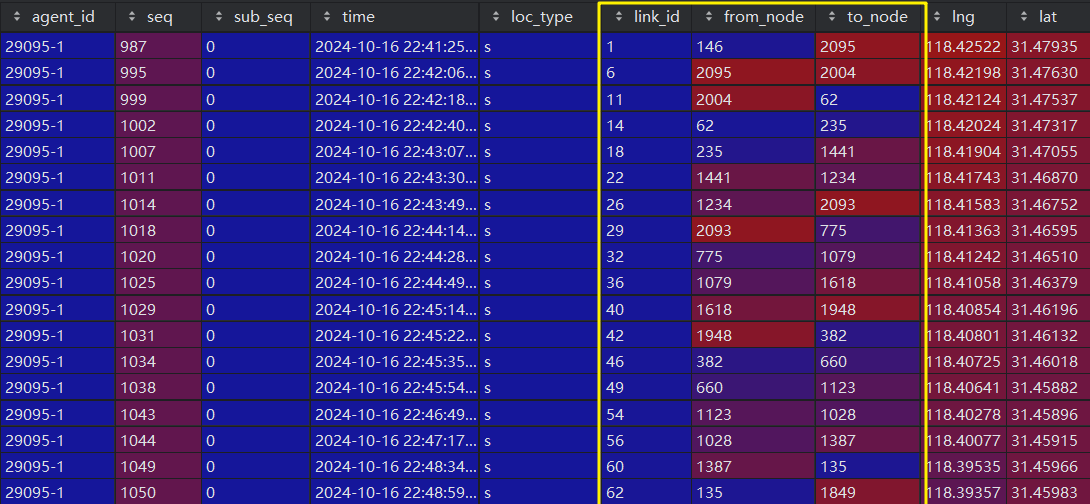 agent_id seq sub_seq time loc_type link_id from_node to_node lng lat
29095-1 987 0 2024-10-16 22:41:25... s 1 146 2095 118.42522 31.47935
29095-1 995 0 2024-10-16 22:42:06... s 6 2095 2004 118.42198 31.47630
29095-1 999 0 2024-10-16 22:42:18... s 11 2004 62 118.42124 31.47537
29095-1 1002 0 2024-10-16 22:42:40... s 14 62 235 118.42024 31.47317
29095-1 1007 0 2024-10-16 22:43:07... s 18 235 1441 118.41904 31.47055
29095-1 1011 0 2024-10-16 22:43:30... s 22 1441 1234 118.41743 31.46870
29095-1 1014 0 2024-10-16 22:43:49... s 26 1234 2093 118.41583 31.46752
29095-1 1018 0 2024-10-16 22:44:14... s 29 2093 775 118.41363 31.46595
29095-1 1020 0 2024-10-16 22:44:28... s 32 775 1079 118.41242 31.46510
29095-1 1025 0 2024-10-16 22:44:49... s 36 1079 1618 118.41058 31.46379
29095-1 1029 0 2024-10-16 22:45:14... s 40 1618 1948 118.40854 31.46196
29095-1 1031 0 2024-10-16 22:45:22... s 42 1948 382 118.40801 31.46132
29095-1 1034 0 2024-10-16 22:45:35... s 46 382 660 118.40725 31.46018
29095-1 1038 0 2024-10-16 22:45:54... s 49 660 1123 118.40641 31.45882
29095-1 1043 0 2024-10-16 22:46:49... s 54 1123 1028 118.40278 31.45896
29095-1 1044 0 2024-10-16 22:47:17... s 56 1028 1387 118.40077 31.45915
29095-1 1049 0 2024-10-16 22:48:34... s 60 1387 135 118.39535 31.45966
29095-1 1050 0 2024-10-16 22:48:59... s 62 135 1849 118.39357 31.45983